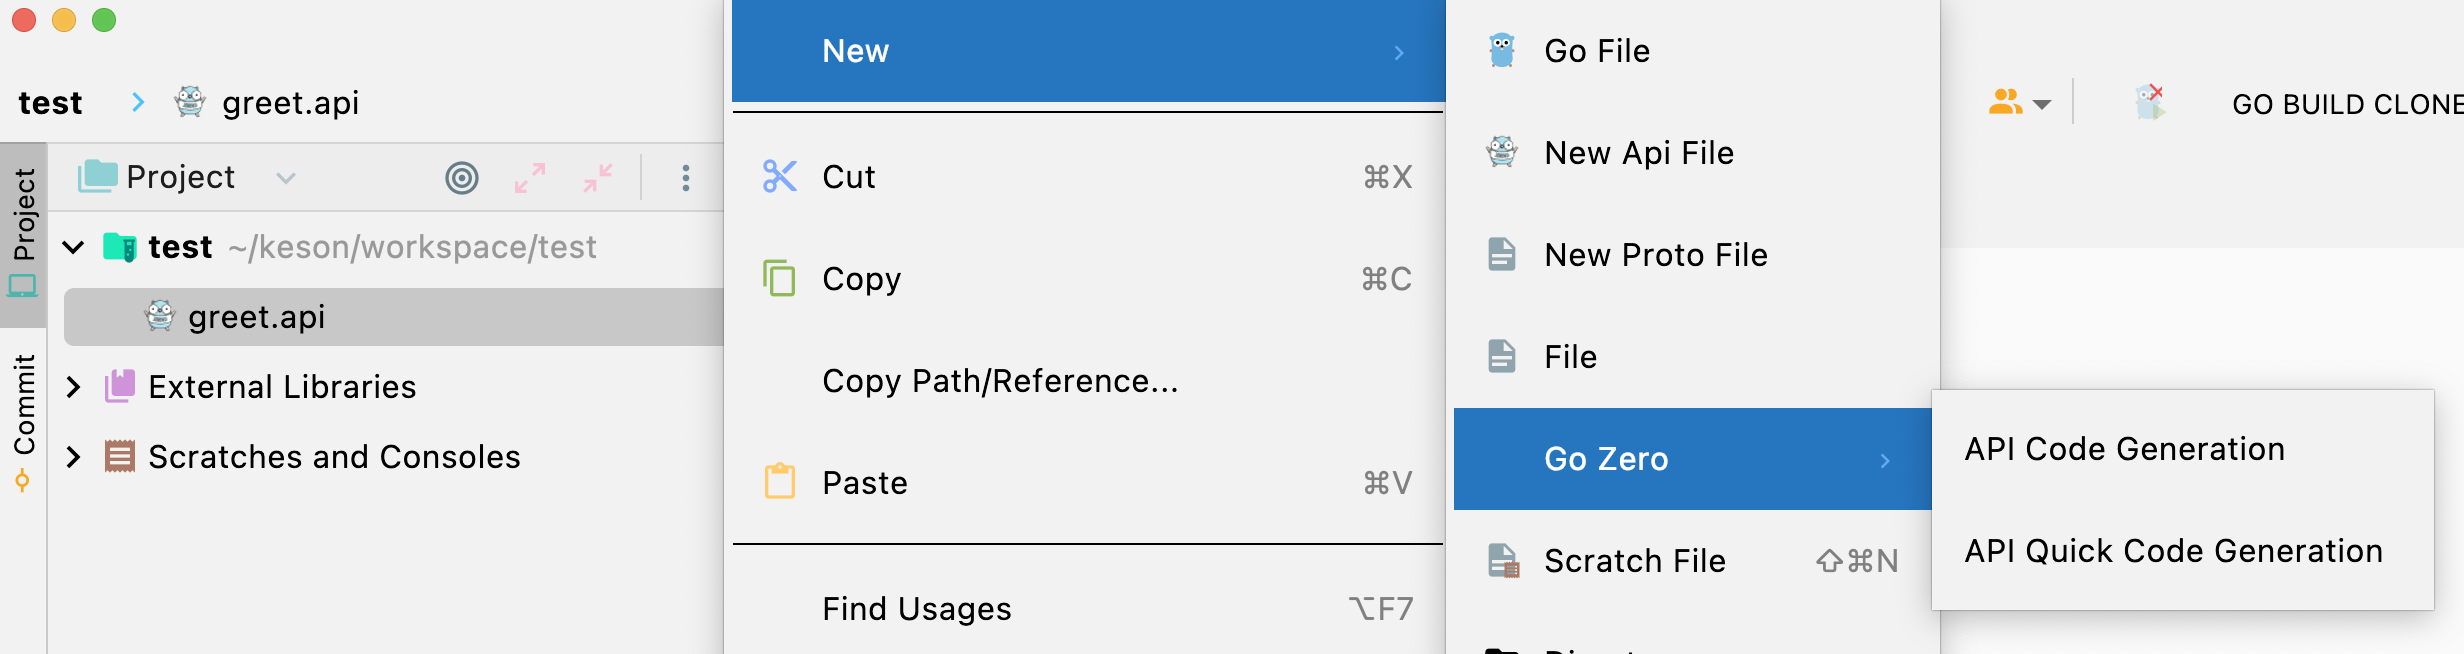 test > greet.api
Project
Commit
Project
test ~/keson/workspace/test
greet.api
External Libraries
Scratches and Consoles
New
Cut ⌘X
Copy ⌘C
Copy Path/Reference...
Paste ⌘V
Find Usages ⌥F7
Go File
New Api File
New Proto File
File
Go Zero
Scratch File ⇧⌘N
API Code Generation
API Quick Code Generation
GO BUILD CLONE